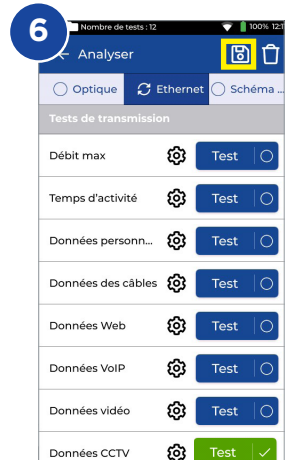 6
Nombre de tests : 12
100% 12:1
← Analyser
Optique Ethernet Schéma ...
Tests de transmission
Débit max Test
Temps d'activité Test
Données personn... Test
Données des câbles Test
Données Web Test
Données VoIP Test
Données vidéo Test
Données CCTV Test